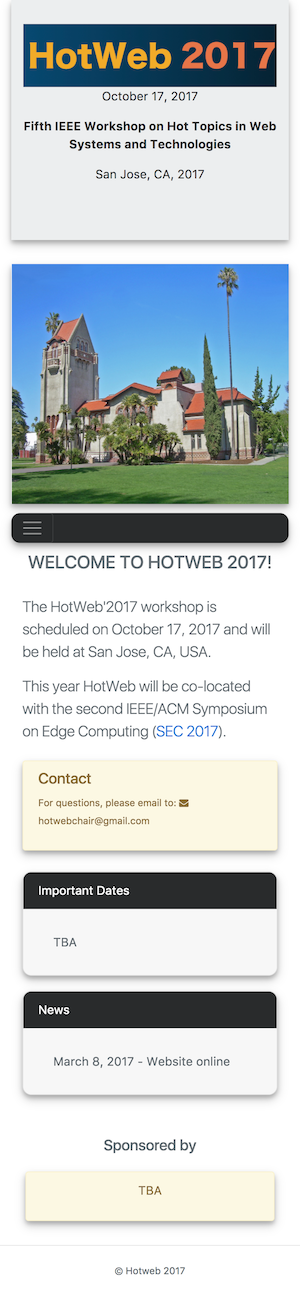 HotWeb 2017
October 17, 2017
Fifth IEEE Workshop on Hot Topics in Web
Systems and Technologies
San Jose, CA, 2017
WELCOME TO HOTWEB 2017!
The HotWeb'2017 workshop is
scheduled on October 17, 2017 and will
be held at San Jose, CA, USA.
This year HotWeb will be co-located
with the second IEEE/ACM Symposium
on Edge Computing (SEC 2017).
Contact
For questions, please email to:
hotwebchair@gmail.com
Important Dates
TBA
News
March 8, 2017 - Website online
Sponsored by
TBA
© Hotweb 2017